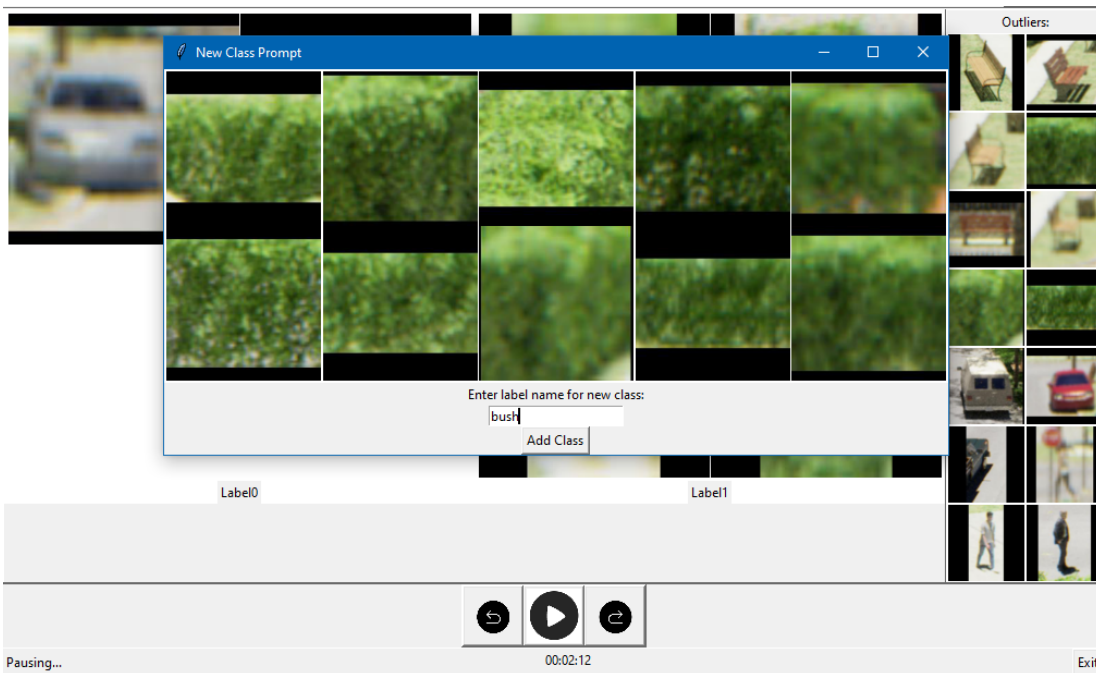 Outliers:
New Class Prompt
Enter label name for new class:
bush
Add Class
Label0
Label1
Pausing...
00:02:12
Exit